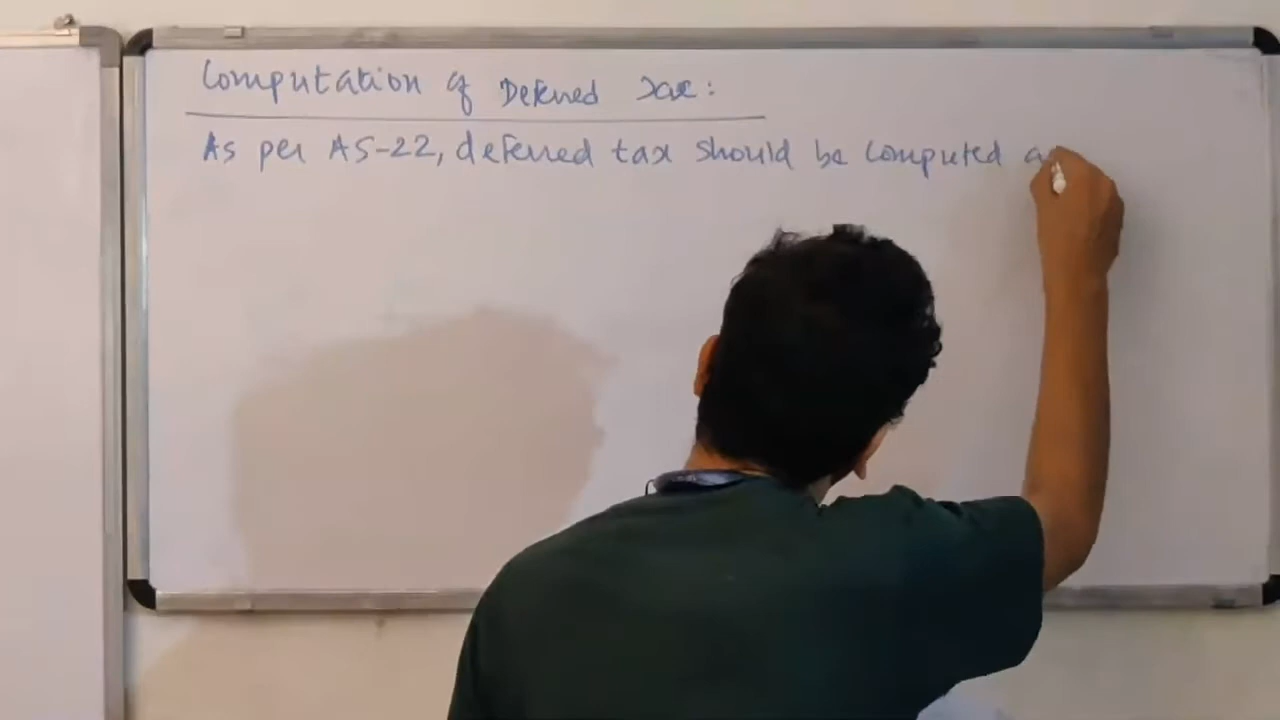 Computation of Deferred Tax:
As per AS-22, deferred tax should be computed a